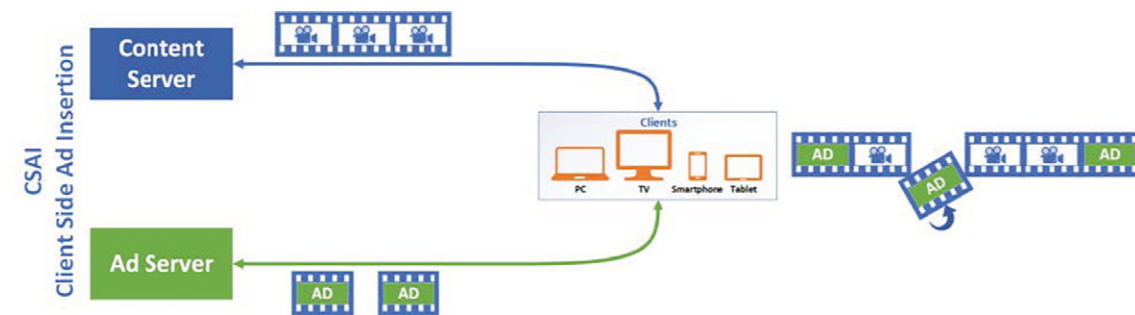 CSAI
Client Side Ad Insertion
Content
Server
Clients
PC
TV
Smartphone
Tablet
AD
AD
AD
Ad Server
AD
AD